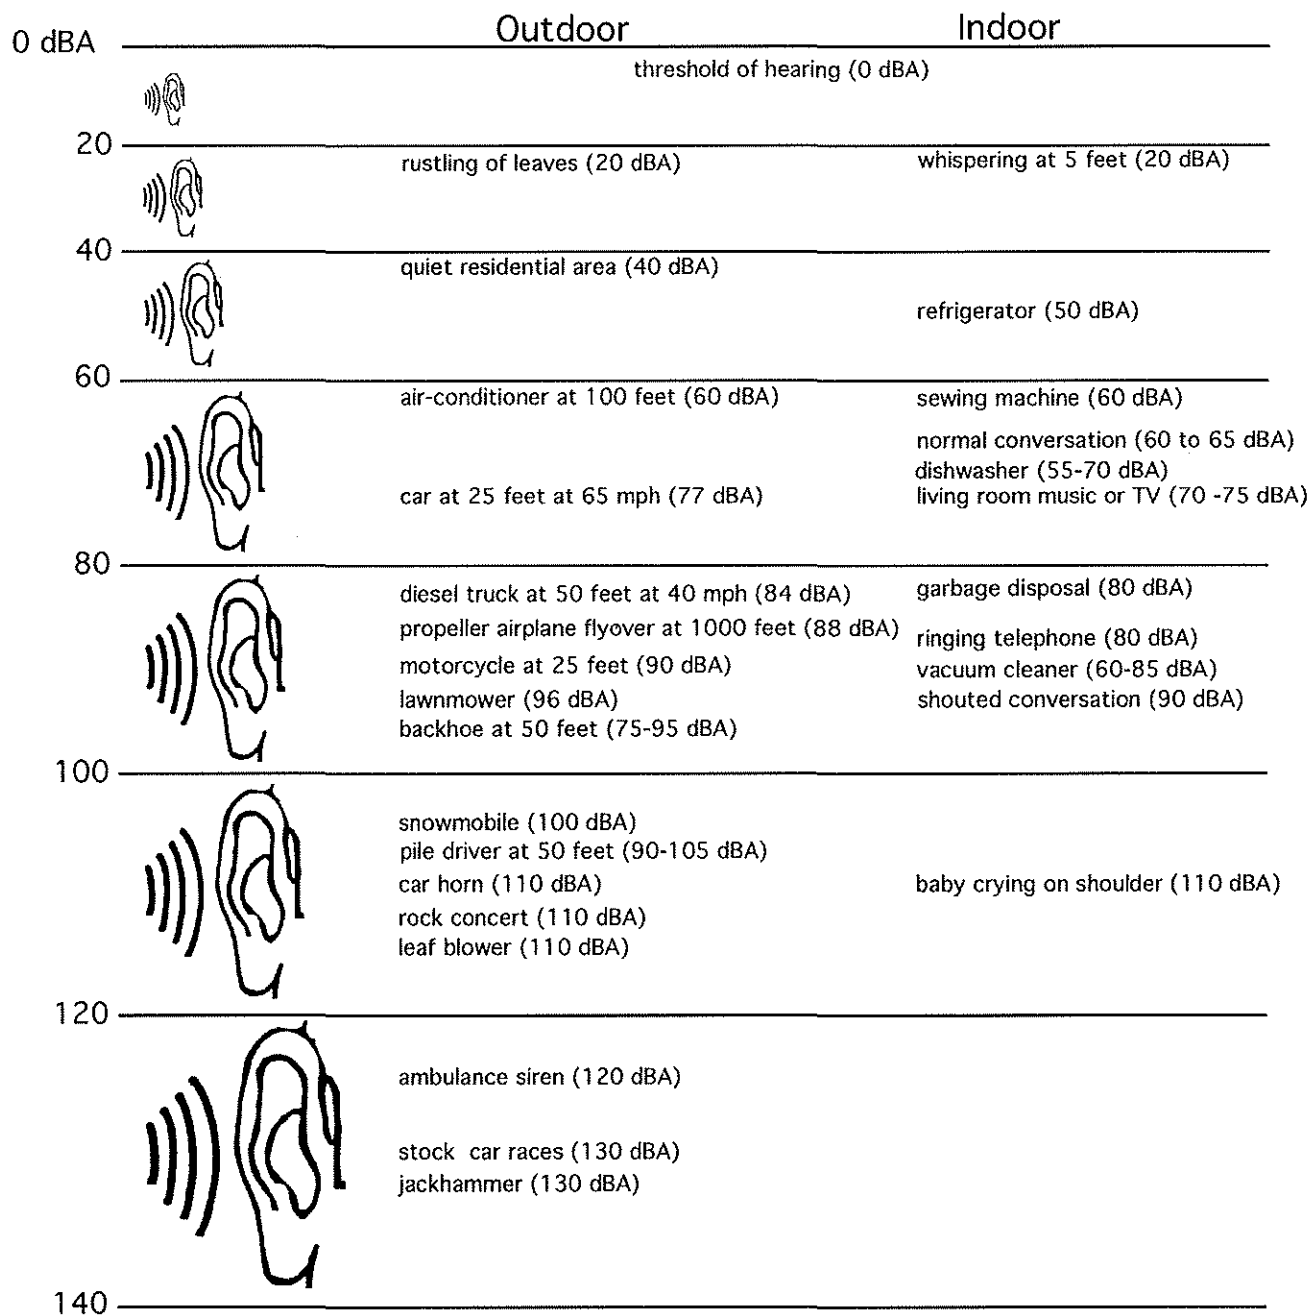 Outdoor Indoor
0 dBA
threshold of hearing (0 dBA)
20
rustling of leaves (20 dBA) whispering at 5 feet (20 dBA)
40
quiet residential area (40 dBA)
refrigerator (50 dBA)
60
air-conditioner at 100 feet (60 dBA) sewing machine (60 dBA)
normal conversation (60 to 65 dBA)
dishwasher (55-70 dBA)
car at 25 feet at 65 mph (77 dBA) living room music or TV (70 -75 dBA)
80
diesel truck at 50 feet at 40 mph (84 dBA) garbage disposal (80 dBA)
propeller airplane flyover at 1000 feet (88 dBA) ringing telephone (80 dBA)
motorcycle at 25 feet (90 dBA) vacuum cleaner (60-85 dBA)
lawnmower (96 dBA) shouted conversation (90 dBA)
backhoe at 50 feet (75-95 dBA)
100
snowmobile (100 dBA)
pile driver at 50 feet (90-105 dBA)
car horn (110 dBA) baby crying on shoulder (110 dBA)
rock concert (110 dBA)
leaf blower (110 dBA)
120
ambulance siren (120 dBA)
stock car races (130 dBA)
jackhammer (130 dBA)
140